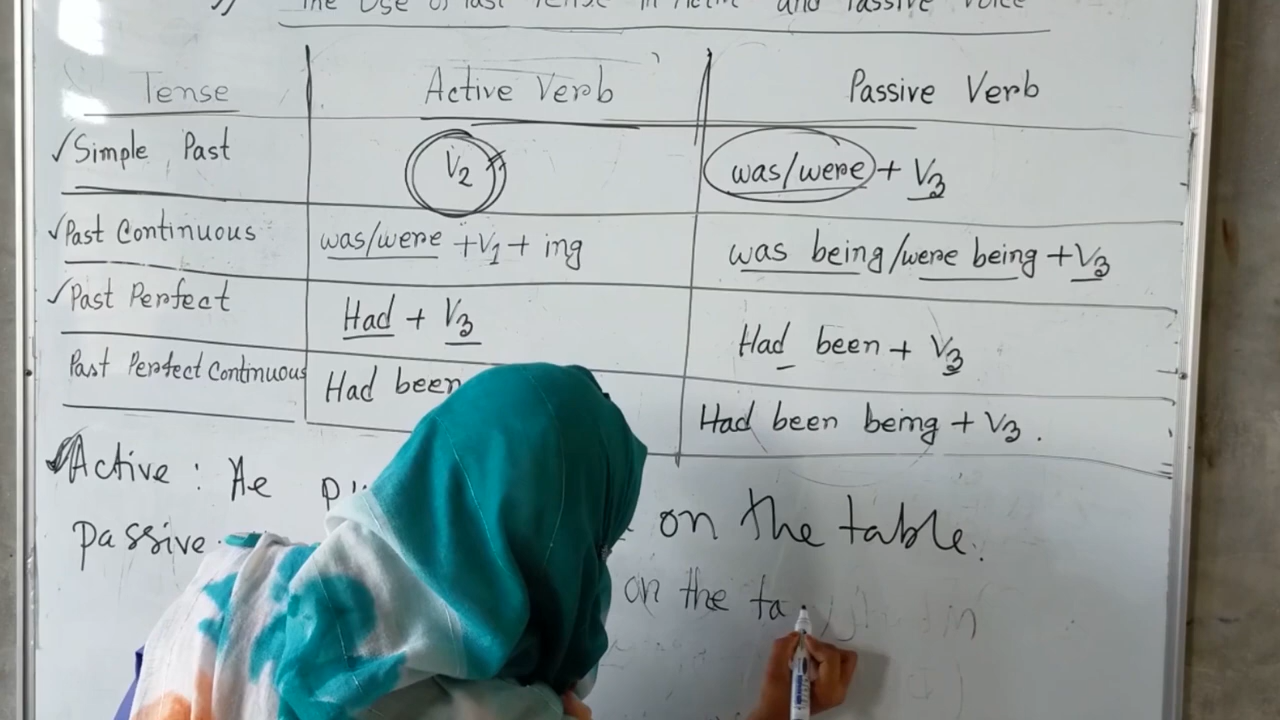 The Use of Past Tense in Active and Passive Voice
Tense Active Verb Passive Verb
✓Simple Past V2 was/were + V3
✓Past Continuous was/were +V1 + ing was being/were being +V3
✓Past Perfect Had + V3 Had been + V3
Past Perfect Continuous Had been Had been being + V3.
✓Active : He on the table.
passive on the ta